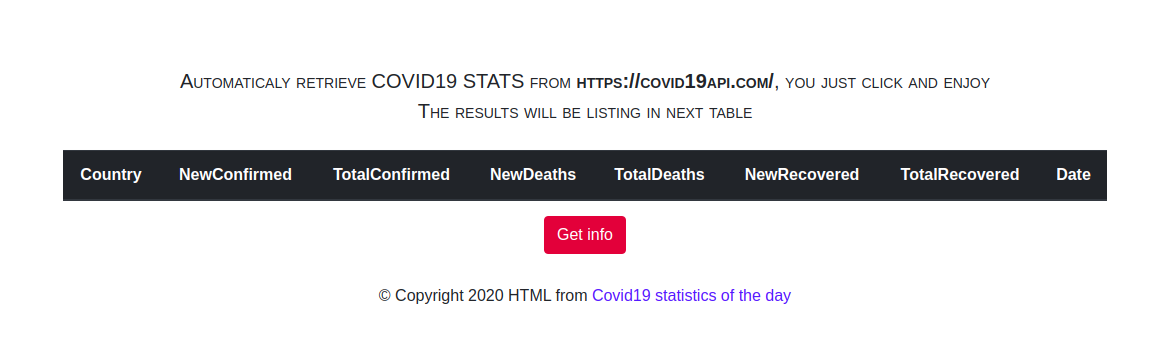 Automaticaly retrieve COVID19 STATS from https://covid19api.com/, you just click and enjoy
The results will be listing in next table
Country NewConfirmed TotalConfirmed NewDeaths TotalDeaths NewRecovered TotalRecovered Date
Get info
© Copyright 2020 HTML from Covid19 statistics of the day